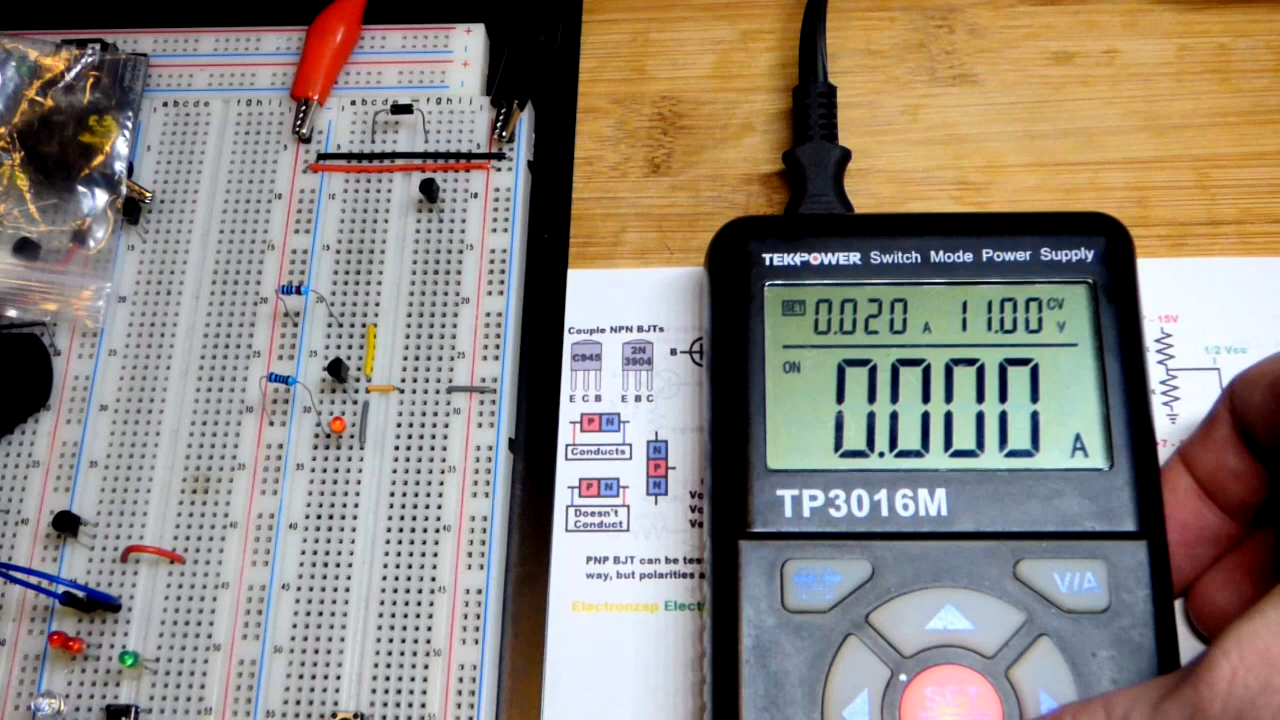 TEKPOWER Switch Mode Power Supply
SET 0.020 A 11.00 CV V
ON 0.000 A
TP3016M
V/A
SET
Couple NPN BJTs
C945
2N
3904
B
E C B
E B C
P N
Conducts
P N
Doesn't
Conduct
N
P
N
PNP BJT can be
way, but polarities
Electronzap
- 15V
1/2 Vcc
a b c d e
f g h i j